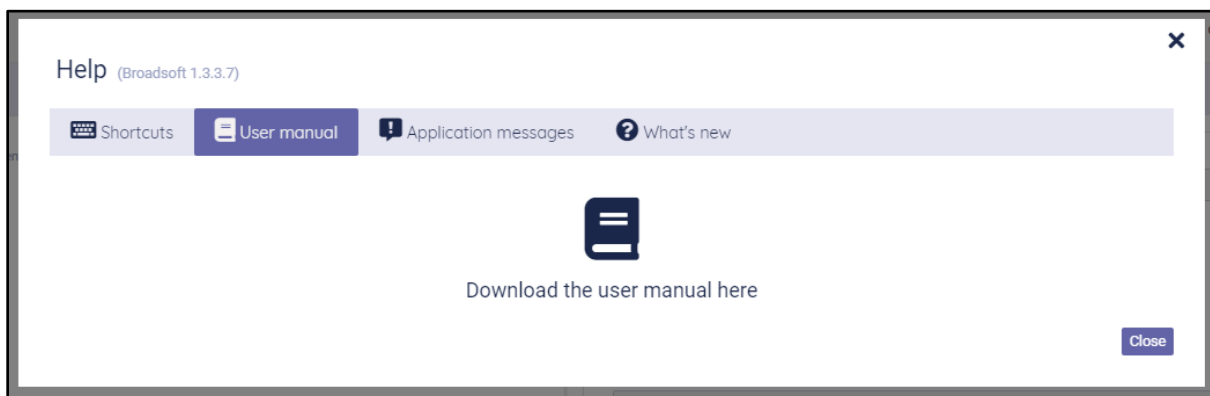 Help (Broadsoft 1.3.3.7)
Shortcuts User manual Application messages What's new
Download the user manual here
Close